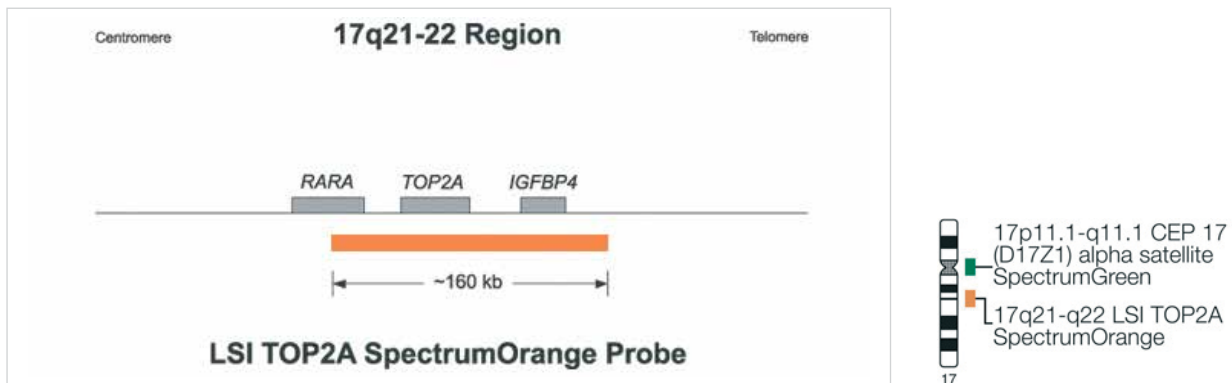 Centromere 17q21-22 Region Telomere
RARA TOP2A IGFBP4
~160 kb
LSI TOP2A SpectrumOrange Probe
17p11.1-q11.1 CEP 17
(D17Z1) alpha satellite
SpectrumGreen
17q21-q22 LSI TOP2A
SpectrumOrange
17